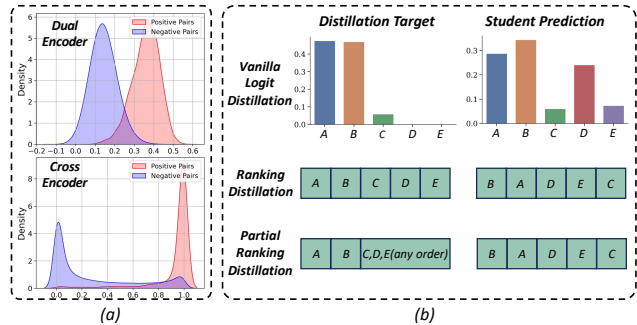 Dual
Encoder
Positive Pairs
Negative Pairs
Density
5
4
3
2
1
0
−0.2 −0.1 0.0 0.1 0.2 0.3 0.4 0.5 0.6
Cross
Encoder
Positive Pairs
Negative Pairs
Density
8
6
4
2
0
0.0 0.2 0.4 0.6 0.8 1.0
(a)
Distillation Target
Student Prediction
Vanilla
Logit
Distillation
0.4
0.3
0.2
0.1
0.0
A B C D E
0.3
0.2
0.1
0.0
A B C D E
Ranking
Distillation
A B C D E
B A D E C
Partial
Ranking
Distillation
A B C,D,E(any order)
B A D E C
(b)